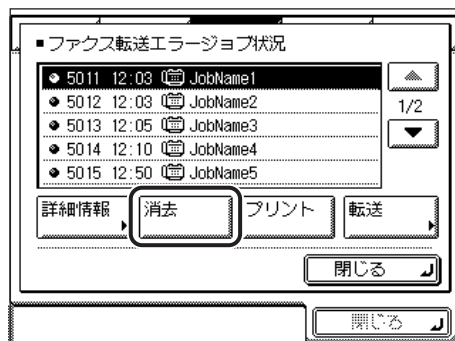 ■ファクス転送エラージョブ状況
5011 12:03 JobName1
5012 12:03 JobName2
1/2
5013 12:05 JobName3
5014 12:10 JobName4
5015 12:50 JobName5
詳細情報 消去 プリント 転送
閉じる
閉じる